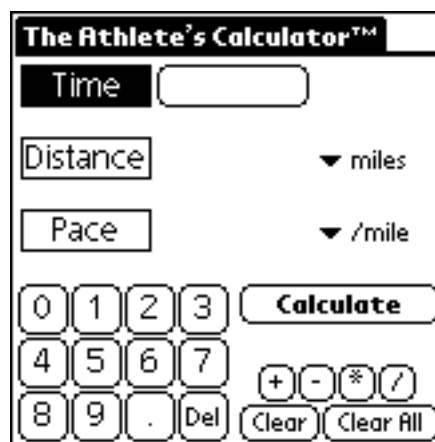 The Athlete's Calculator™
Time
Distance miles
Pace /mile
0 1 2 3 Calculate
4 5 6 7 + - * /
8 9 . Del Clear Clear All